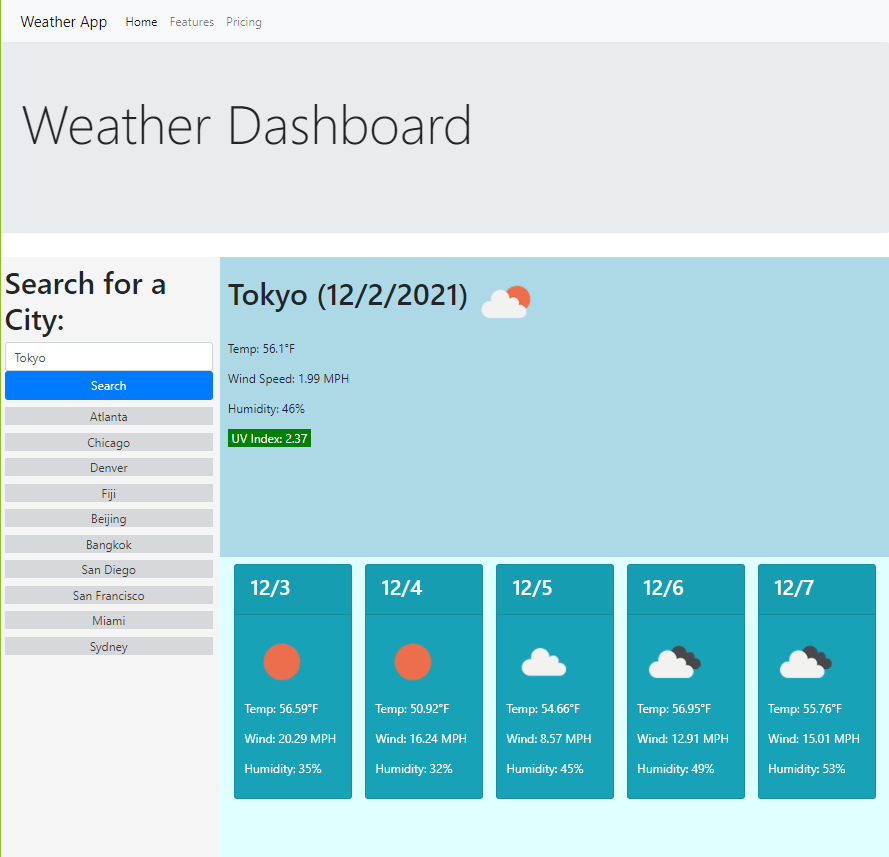 Weather App Home Features Pricing
Weather Dashboard
Search for a
City:
Tokyo
Search
Atlanta
Chicago
Denver
Fiji
Beijing
Bangkok
San Diego
San Francisco
Miami
Sydney
Tokyo (12/2/2021)
Temp: 56.1°F
Wind Speed: 1.99 MPH
Humidity: 46%
UV Index: 2.37
12/3
Temp: 56.59°F
Wind: 20.29 MPH
Humidity: 35%
12/4
Temp: 50.92°F
Wind: 16.24 MPH
Humidity: 32%
12/5
Temp: 54.66°F
Wind: 8.57 MPH
Humidity: 45%
12/6
Temp: 56.95°F
Wind: 12.91 MPH
Humidity: 49%
12/7
Temp: 55.76°F
Wind: 15.01 MPH
Humidity: 53%